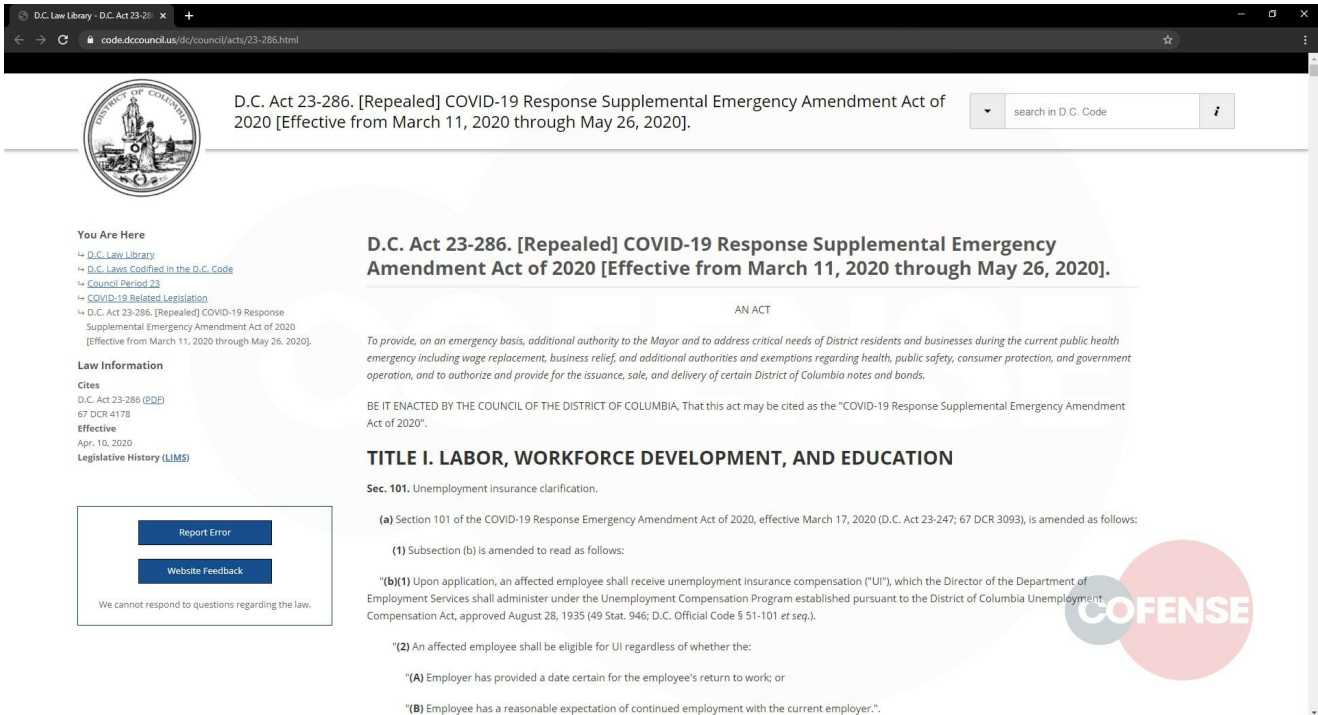 D.C. Law Library - D.C. Act 23-28
code.dccouncil.us/dc/council/acts/23-286.html
DISTRICT OF COLUMBIA
D.C. Act 23-286. [Repealed] COVID-19 Response Supplemental Emergency Amendment Act of
2020 [Effective from March 11, 2020 through May 26, 2020].
search in D.C. Code
i
You Are Here
↳ D.C. Law Library
↳ D.C. Laws Codified in the D.C. Code
↳ Council Period 23
↳ COVID-19 Related Legislation
↳ D.C. Act 23-286. [Repealed] COVID-19 Response
Supplemental Emergency Amendment Act of 2020
[Effective from March 11, 2020 through May 26, 2020].
Law Information
Cites
D.C. Act 23-286 (PDF)
67 DCR 4178
Effective
Apr. 10, 2020
Legislative History (LIMS)
Report Error
Website Feedback
We cannot respond to questions regarding the law.
D.C. Act 23-286. [Repealed] COVID-19 Response Supplemental Emergency
Amendment Act of 2020 [Effective from March 11, 2020 through May 26, 2020].
AN ACT
To provide, on an emergency basis, additional authority to the Mayor and to address critical needs of District residents and businesses during the current public health
emergency including wage replacement, business relief, and additional authorities and exemptions regarding health, public safety, consumer protection, and government
operation, and to authorize and provide for the issuance, sale, and delivery of certain District of Columbia notes and bonds.
BE IT ENACTED BY THE COUNCIL OF THE DISTRICT OF COLUMBIA, That this act may be cited as the "COVID-19 Response Supplemental Emergency Amendment
Act of 2020".
TITLE I. LABOR, WORKFORCE DEVELOPMENT, AND EDUCATION
Sec. 101. Unemployment insurance clarification.
(a) Section 101 of the COVID-19 Response Emergency Amendment Act of 2020, effective March 17, 2020 (D.C. Act 23-247; 67 DCR 3093), is amended as follows:
(1) Subsection (b) is amended to read as follows:
"(b)(1) Upon application, an affected employee shall receive unemployment insurance compensation ("UI"), which the Director of the Department of
Employment Services shall administer under the Unemployment Compensation Program established pursuant to the District of Columbia Unemployment
Compensation Act, approved August 28, 1935 (49 Stat. 946; D.C. Official Code § 51-101 et seq.).
"(2) An affected employee shall be eligible for UI regardless of whether the:
"(A) Employer has provided a date certain for the employee's return to work; or
"(B) Employee has a reasonable expectation of continued employment with the current employer.".
COFENSE
COFENSE